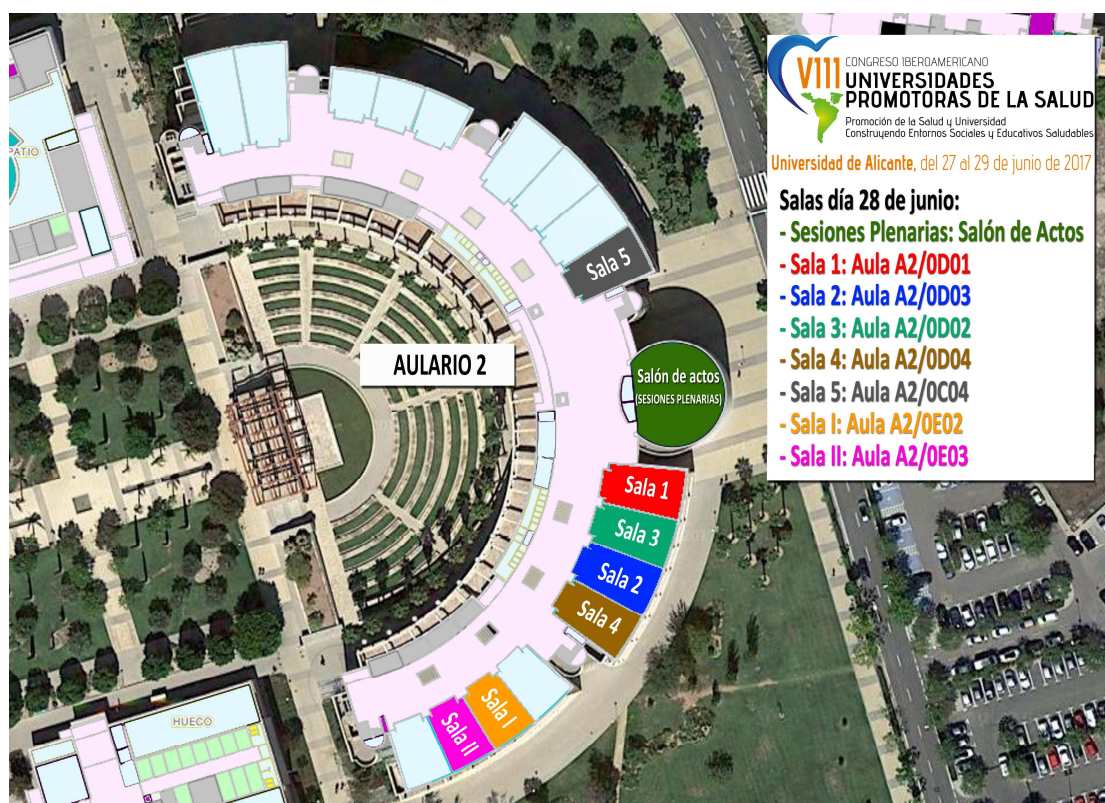 VIII CONGRESO IBEROAMERICANO
UNIVERSIDADES
PROMOTORAS DE LA SALUD
Promoción de la Salud y Universidad
Construyendo Entornos Sociales y Educativos Saludables
Universidad de Alicante, del 27 al 29 de junio de 2017
Salas día 28 de junio:
- Sesiones Plenarias: Salón de Actos
- Sala 1: Aula A2/0D01
- Sala 2: Aula A2/0D03
- Sala 3: Aula A2/0D02
- Sala 4: Aula A2/0D04
- Sala 5: Aula A2/0C04
- Sala I: Aula A2/0E02
- Sala II: Aula A2/0E03
PATIO
Sala 5
AULARIO 2
Salón de actos
(SESIONES PLENARIAS)
Sala 1
Sala 3
Sala 2
Sala 4
Sala I
Sala II
HUECO